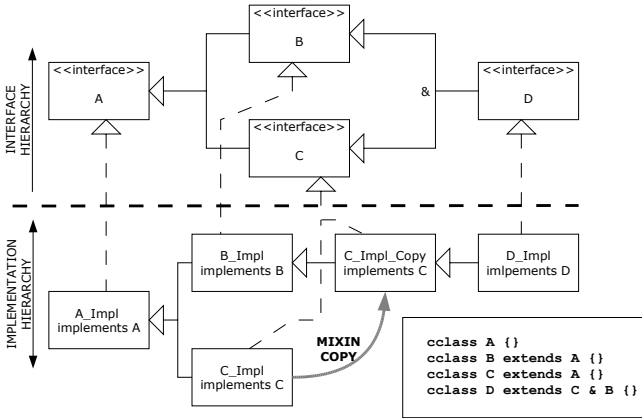 <<interface>>
B
<<interface>>
A
&
<<interface>>
D
<<interface>>
C
INTERFACE
HIERARCHY
B_Impl
implements B
C_Impl_Copy
implements C
D_Impl
imlpements D
A_Impl
implements A
C_Impl
implements C
MIXIN
COPY
IMPLEMENTATION
HIERARCHY
cclass A {}
cclass B extends A {}
cclass C extends A {}
cclass D extends C & B {}